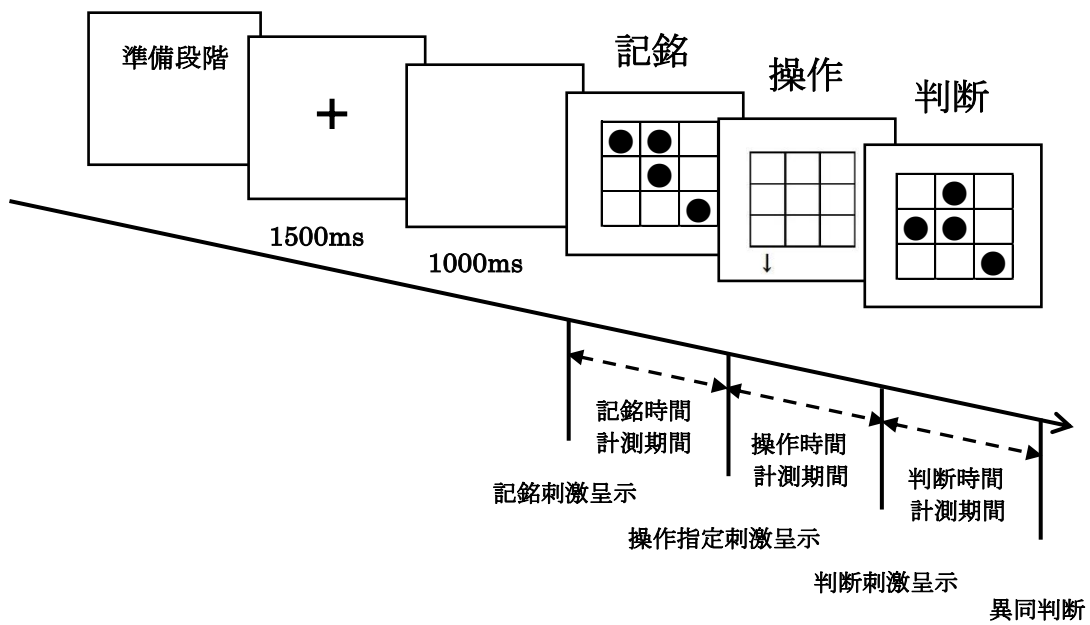 準備段階
+
記銘
操作
判断
↓
1500ms
1000ms
記銘時間
計測期間
操作時間
計測期間
判断時間
計測期間
記銘刺激呈示
操作指定刺激呈示
判断刺激呈示
異同判断